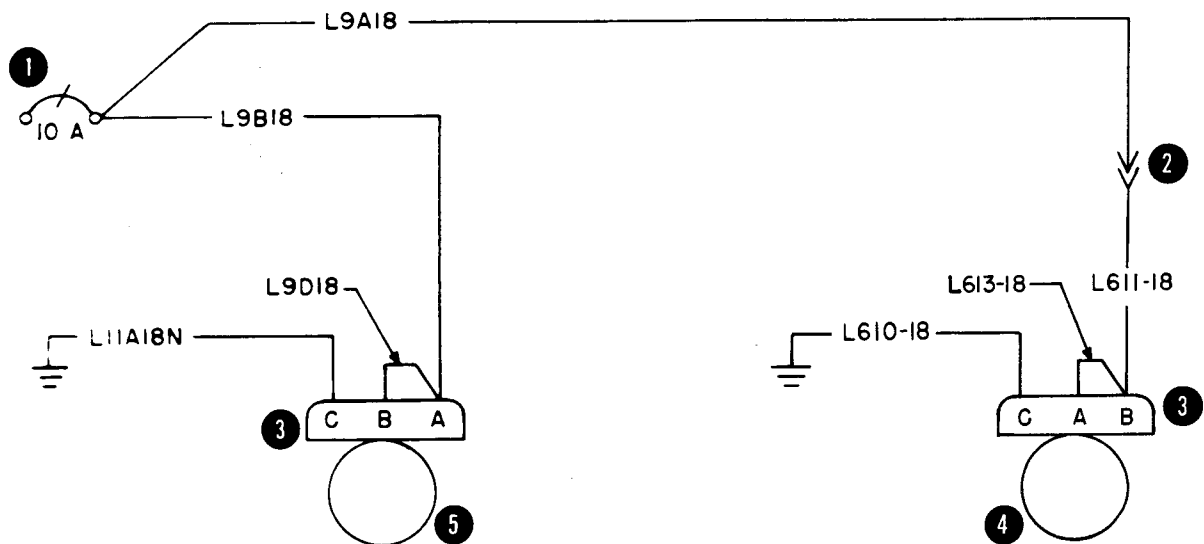 L9A18
1
10 A
L9B18
2
L9D18
L613-18
L611-18
L11A18N
L610-18
3
C B A
C A B
3
5
4